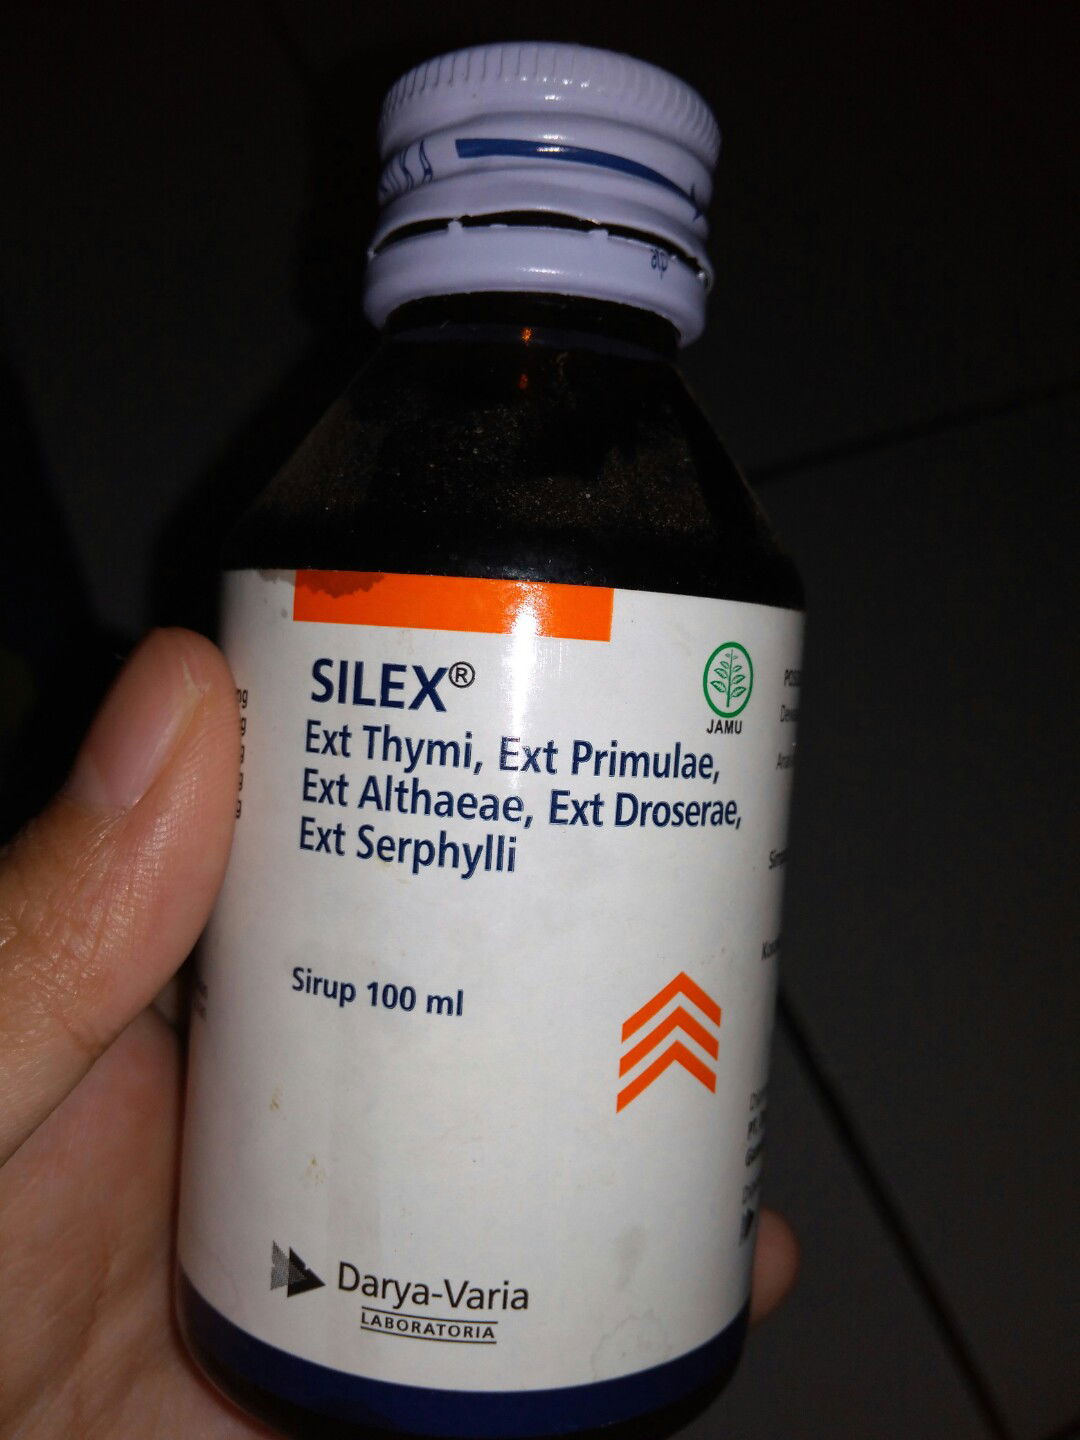 SILEX®
Ext Thymi, Ext Primulae,
Ext Althaeae, Ext Droserae,
Ext Serphylli
JAMU
Sirup 100 ml
Darya-Varia
LABORATORIA